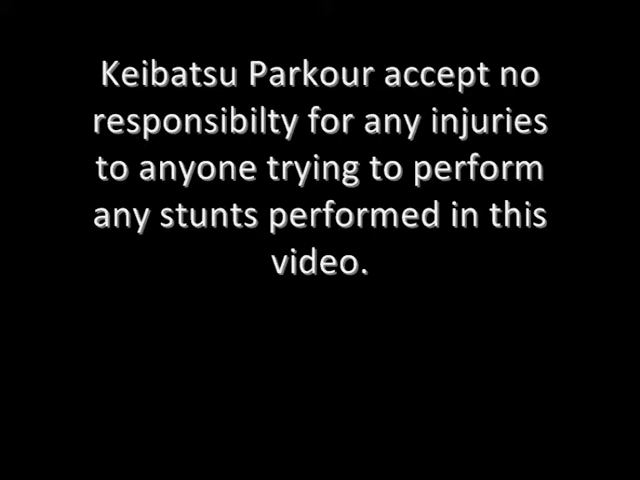 Keibatsu Parkour accept no
responsibilty for any injuries
to anyone trying to perform
any stunts performed in this
video.